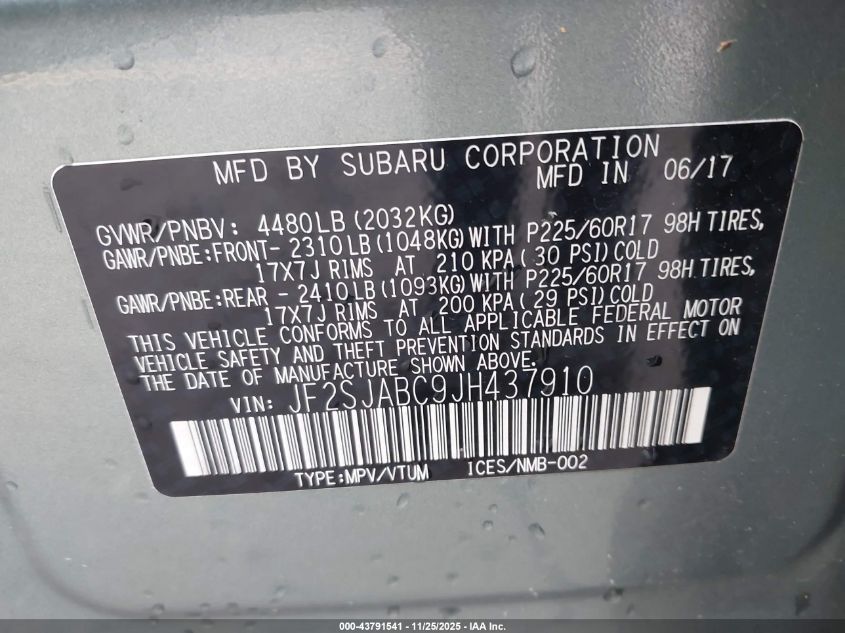 MFD BY SUBARU CORPORATION
MFD IN 06/17
GVWR/PNBV: 4480LB (2032KG)
GAWR/PNBE:FRONT- 2310LB (1048KG) WITH P225/60R17 98H TIRES,
17X7J RIMS AT 210 KPA ( 30 PSI) COLD
GAWR/PNBE:REAR - 2410LB (1093KG) WITH P225/60R17 98H TIRES,
17X7J RIMS AT 200 KPA ( 29 PSI) COLD
THIS VEHICLE CONFORMS TO ALL APPLICABLE FEDERAL MOTOR
VEHICLE SAFETY AND THEFT PREVENTION STANDARDS IN EFFECT ON
THE DATE OF MANUFACTURE SHOWN ABOVE.
VIN: JF2SJABC9JH437910
TYPE:MPV/VTUM ICES/NMB-002
000-43791541 - 11/25/2025 - IAA Inc.